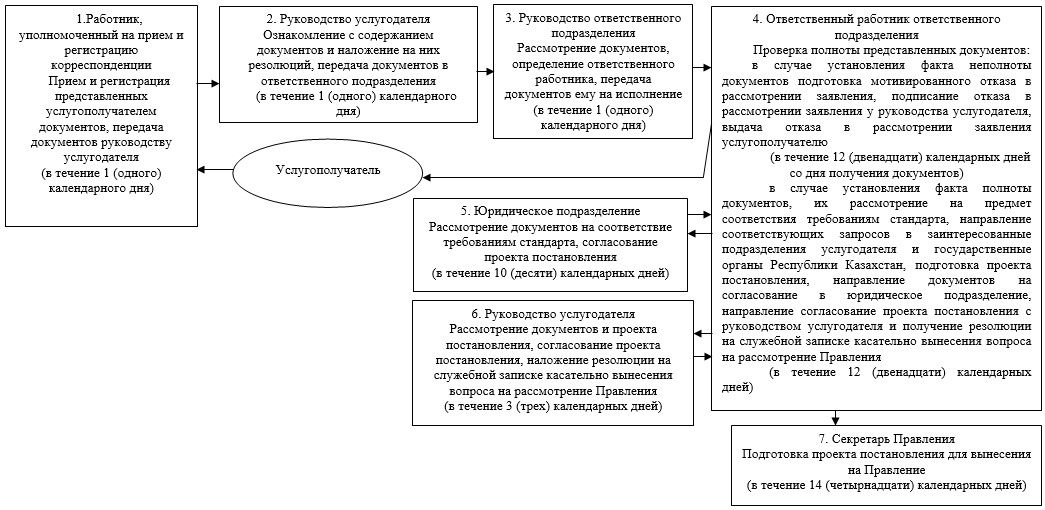 1.Работник,
уполномоченный на прием и
регистрацию
корреспонденции
Прием и регистрация
представленных
услугополучателем
документов, передача
документов руководству
услугодателя
(в течение 1 (одного)
календарного дня)
2. Руководство услугодателя
Ознакомление с содержанием
документов и наложение на них
резолюций, передача документов в
ответственного подразделения
(в течение 1 (одного) календарного
дня)
3. Руководство ответственного
подразделения
Рассмотрение документов,
определение ответственного
работника, передача
документов ему на исполнение
(в течение 1 (одного)
календарного дня)
4. Ответственный работник ответственного
подразделения
Проверка полноты представленных документов:
в случае установления факта неполноты
документов подготовка мотивированного отказа в
рассмотрении заявления, подписание отказа в
рассмотрении заявления у руководства услугодателя,
выдача отказа в рассмотрении заявления
услугополучателю
(в течение 12 (двенадцати) календарных дней
со дня получения документов)
в случае установления факта полноты
документов, их рассмотрение на предмет
соответствия требованиям стандарта, направление
соответствующих запросов в заинтересованные
подразделения услугодателя и государственные
органы Республики Казахстан, подготовка проекта
постановления, направление документов на
согласование в юридическое подразделение,
направление согласование проекта постановления с
руководством услугодателя и получение резолюции
на служебной записке касательно вынесения вопроса
на рассмотрение Правления
(в течение 12 (двенадцати) календарных
дней)
Услугополучатель
5. Юридическое подразделение
Рассмотрение документов на соответствие
требованиям стандарта, согласование
проекта постановления
(в течение 10 (десяти) календарных дней)
6. Руководство услугодателя
Рассмотрение документов и проекта
постановления, согласование проекта
постановления, наложение резолюции на
служебной записке касательно вынесения
вопроса на рассмотрение Правления
(в течение 3 (трех) календарных дней)
7. Секретарь Правления
Подготовка проекта постановления для вынесения
на Правление
(в течение 14 (четырнадцати) календарных дней)